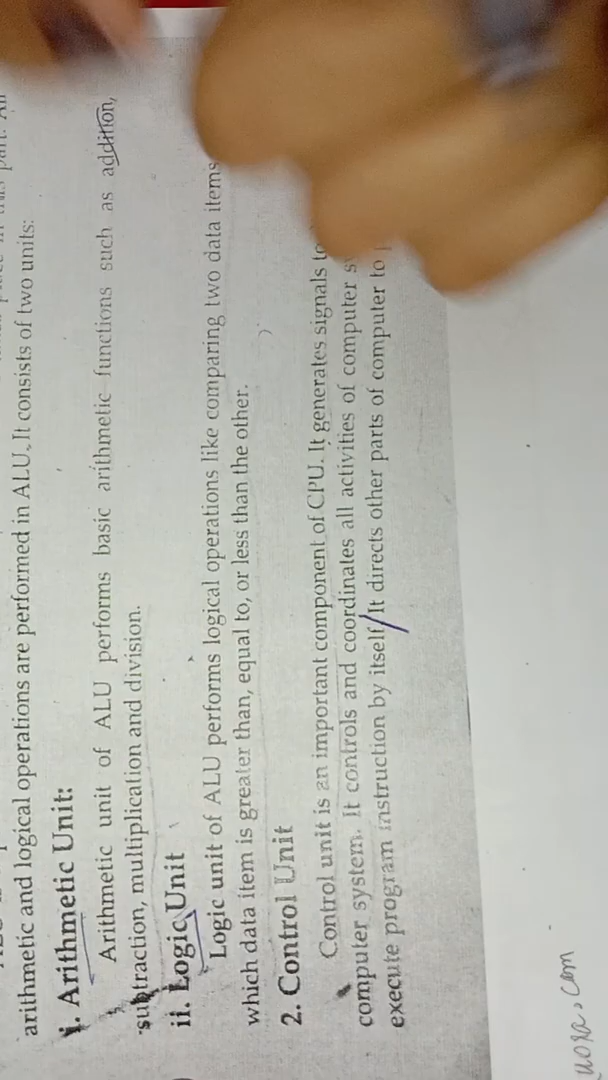 arithmetic and logical operations are performed in ALU. It consists of two units:
i. Arithmetic Unit:
Arithmetic unit of ALU performs basic arithmetic functions such as addition,
subtraction, multiplication and division.
ii. Logic Unit
Logic unit of ALU performs logical operations like comparing two data items
which data item is greater than, equal to, or less than the other.
2. Control Unit
Control unit is an important component of CPU. It generates signals to
computer system. It controls and coordinates all activities of computer
execute program instruction by itself. It directs other parts of computer to